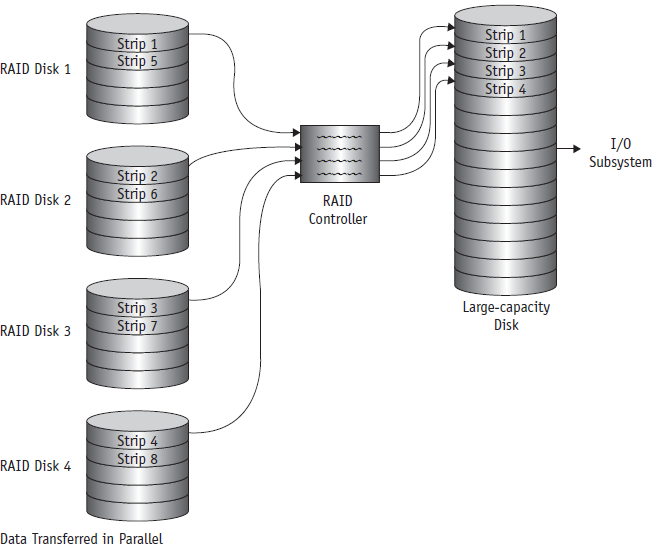 RAID Disk 1
Strip 1
Strip 5
RAID Disk 2
Strip 2
Strip 6
RAID Disk 3
Strip 3
Strip 7
RAID Disk 4
Strip 4
Strip 8
Data Transferred in Parallel
RAID
Controller
Strip 1
Strip 2
Strip 3
Strip 4
Large-capacity
Disk
I/O
Subsystem